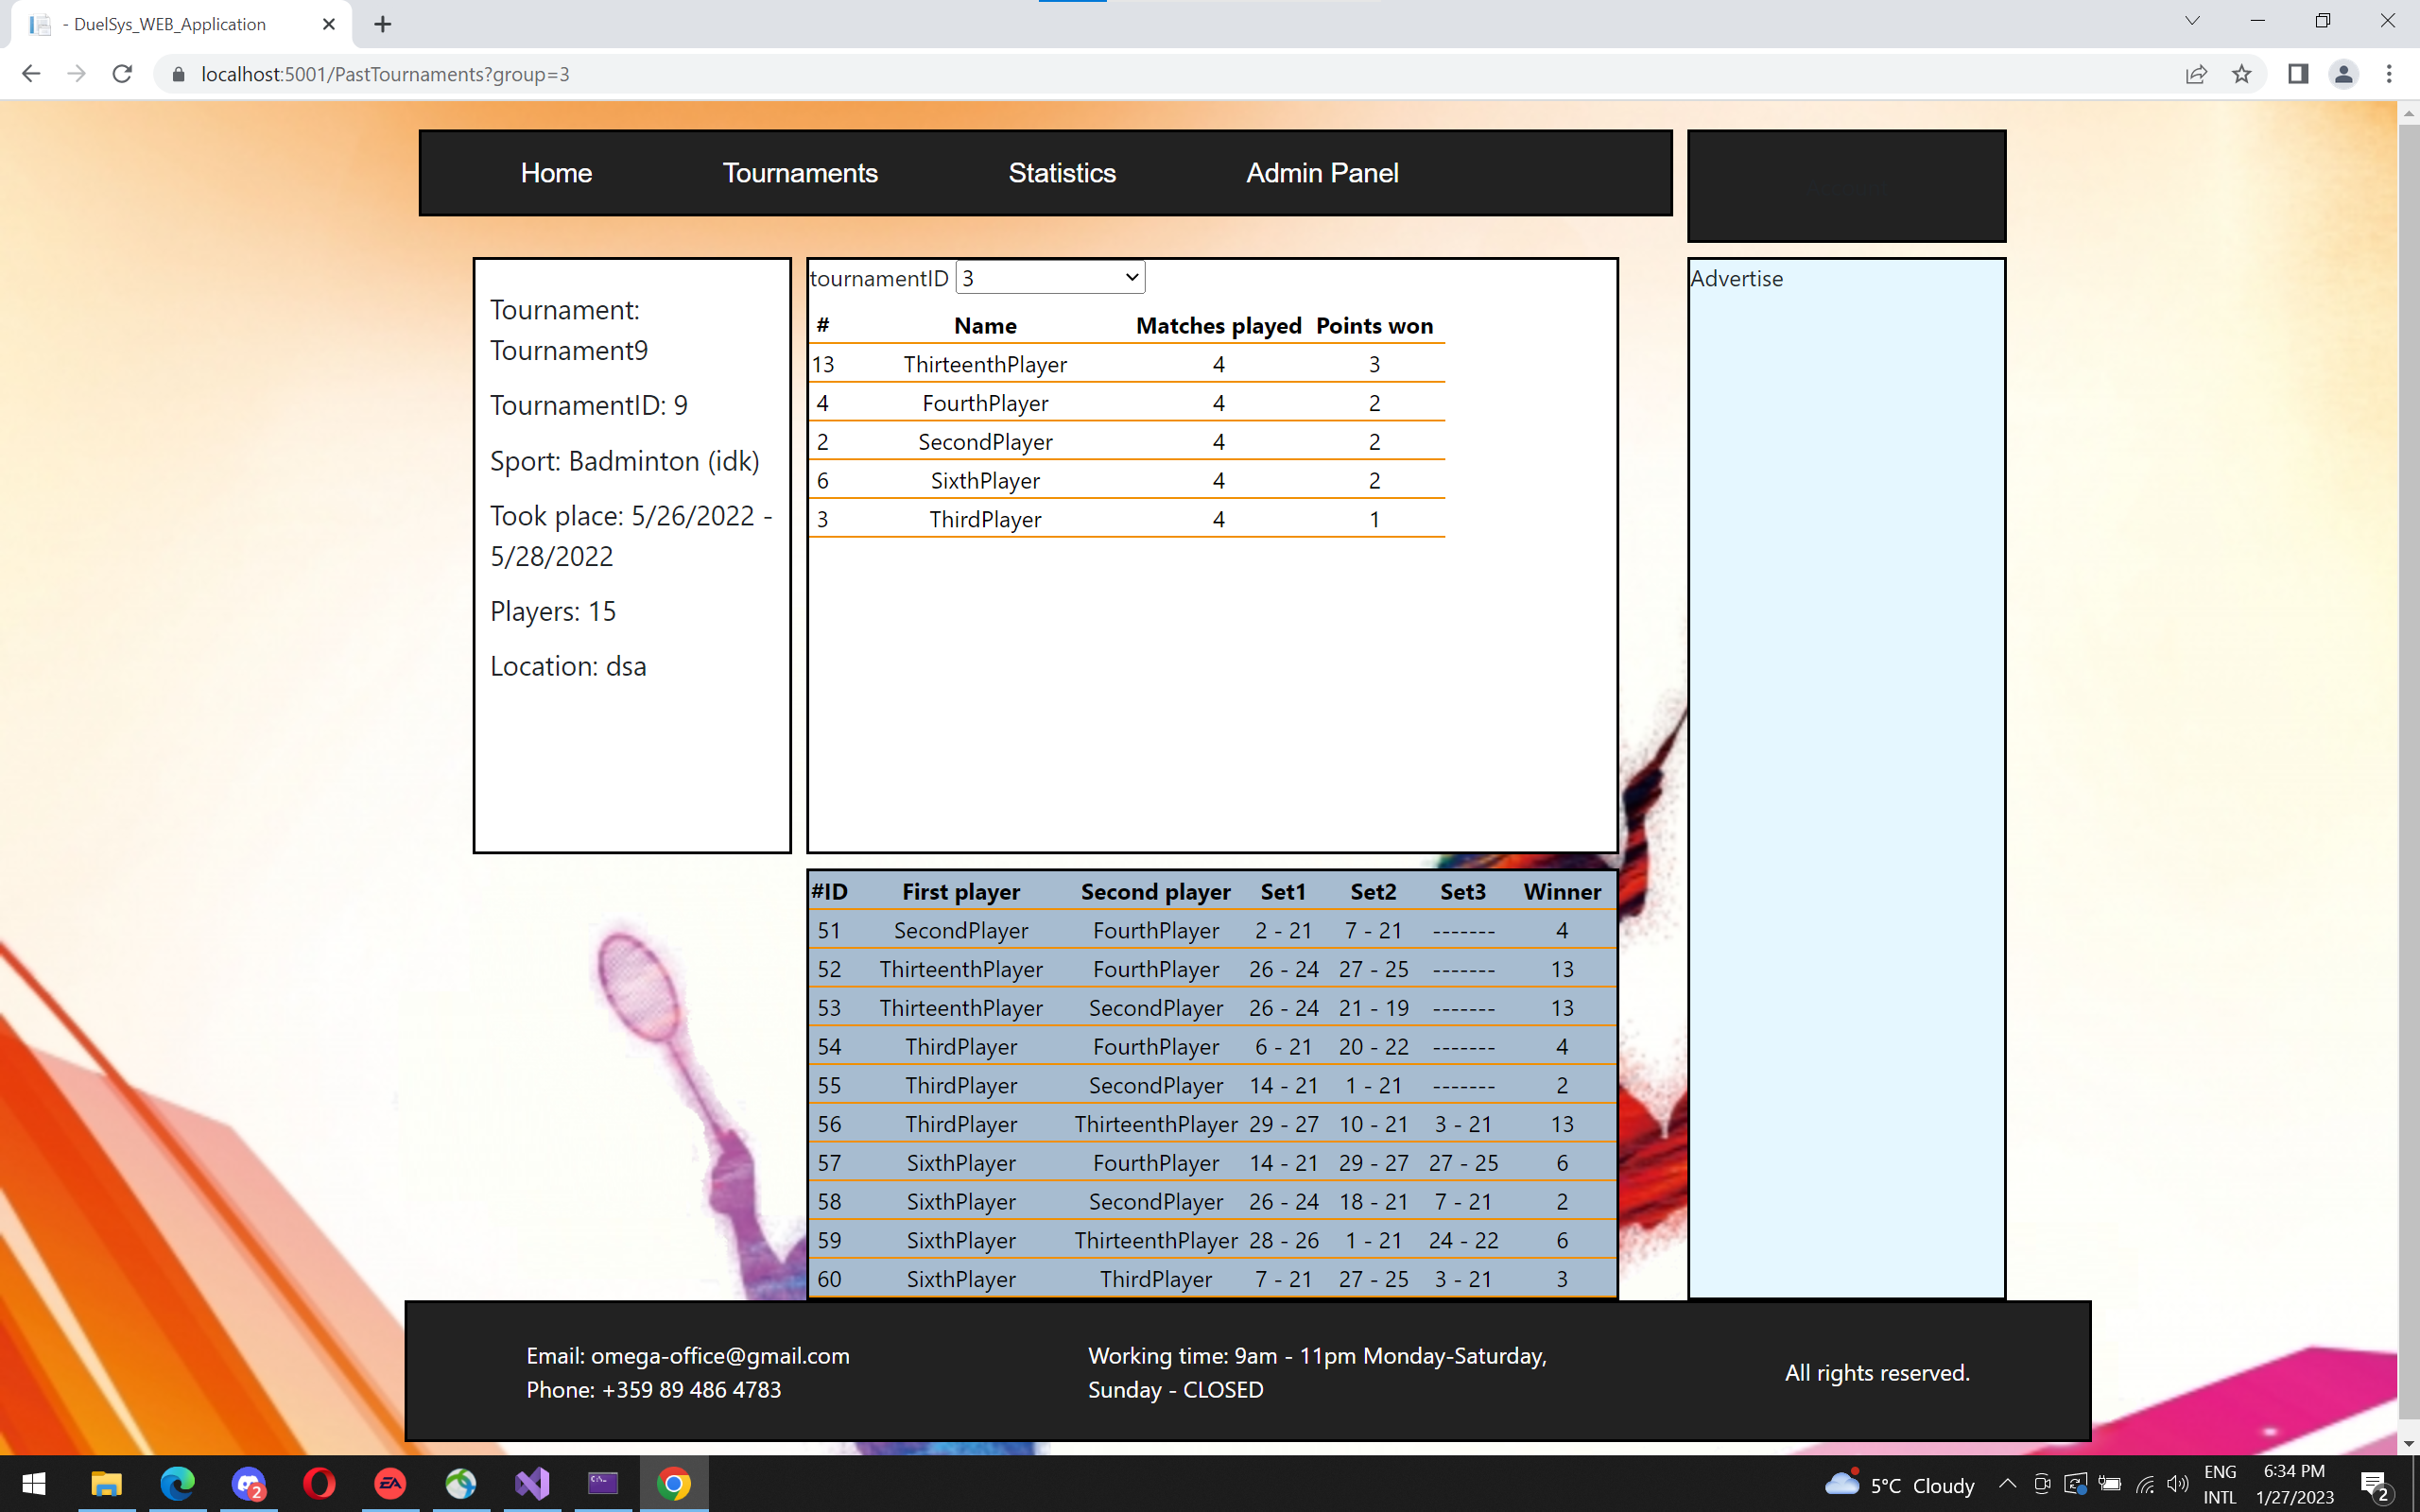 - DuelSys_WEB_Application
localhost:5001/PastTournaments?group=3
Home Tournaments Statistics Admin Panel
Tournament:
Tournament9
TournamentID: 9
Sport: Badminton (idk)
Took place: 5/26/2022 -
5/28/2022
Players: 15
Location: dsa
tournamentID 3
# Name Matches played Points won
13 ThirteenthPlayer 4 3
4 FourthPlayer 4 2
2 SecondPlayer 4 2
6 SixthPlayer 4 2
3 ThirdPlayer 4 1
Advertise
#ID First player Second player Set1 Set2 Set3 Winner
51 SecondPlayer FourthPlayer 2 - 21 7 - 21 ------- 4
52 ThirteenthPlayer FourthPlayer 26 - 24 27 - 25 ------- 13
53 ThirteenthPlayer SecondPlayer 26 - 24 21 - 19 ------- 13
54 ThirdPlayer FourthPlayer 6 - 21 20 - 22 ------- 4
55 ThirdPlayer SecondPlayer 14 - 21 1 - 21 ------- 2
56 ThirdPlayer ThirteenthPlayer 29 - 27 10 - 21 3 - 21 13
57 SixthPlayer FourthPlayer 14 - 21 29 - 27 27 - 25 6
58 SixthPlayer SecondPlayer 26 - 24 18 - 21 7 - 21 2
59 SixthPlayer ThirteenthPlayer 28 - 26 1 - 21 24 - 22 6
60 SixthPlayer ThirdPlayer 7 - 21 27 - 25 3 - 21 3
Email: omega-office@gmail.com
Phone: +359 89 486 4783
Working time: 9am - 11pm Monday-Saturday,
Sunday - CLOSED
All rights reserved.
2
EA
C:\_
5°C Cloudy
ENG
INTL
6:34 PM
1/27/2023
2